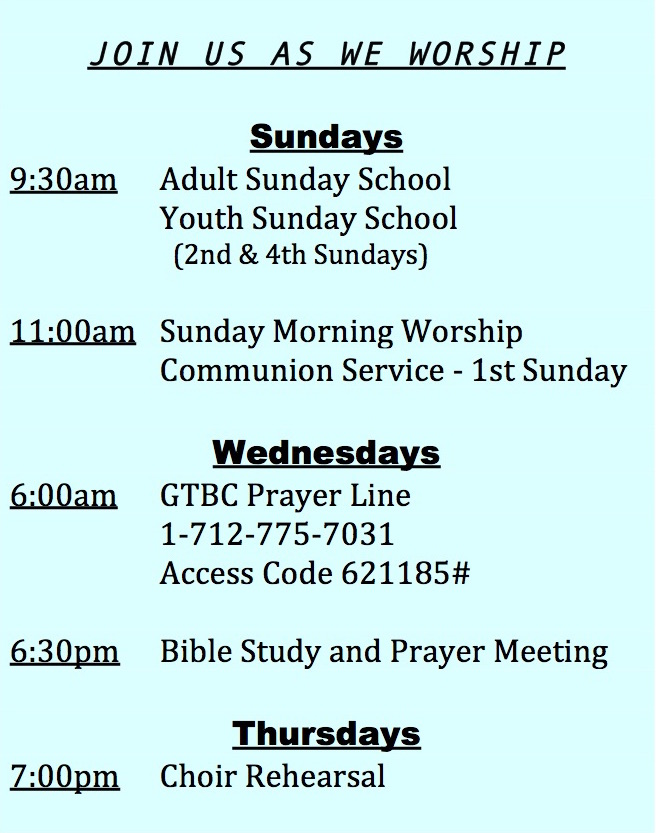 JOIN US AS WE WORSHIP
Sundays
9:30am Adult Sunday School
Youth Sunday School
(2nd & 4th Sundays)
11:00am Sunday Morning Worship
Communion Service - 1st Sunday
Wednesdays
6:00am GTBC Prayer Line
1-712-775-7031
Access Code 621185#
6:30pm Bible Study and Prayer Meeting
Thursdays
7:00pm Choir Rehearsal